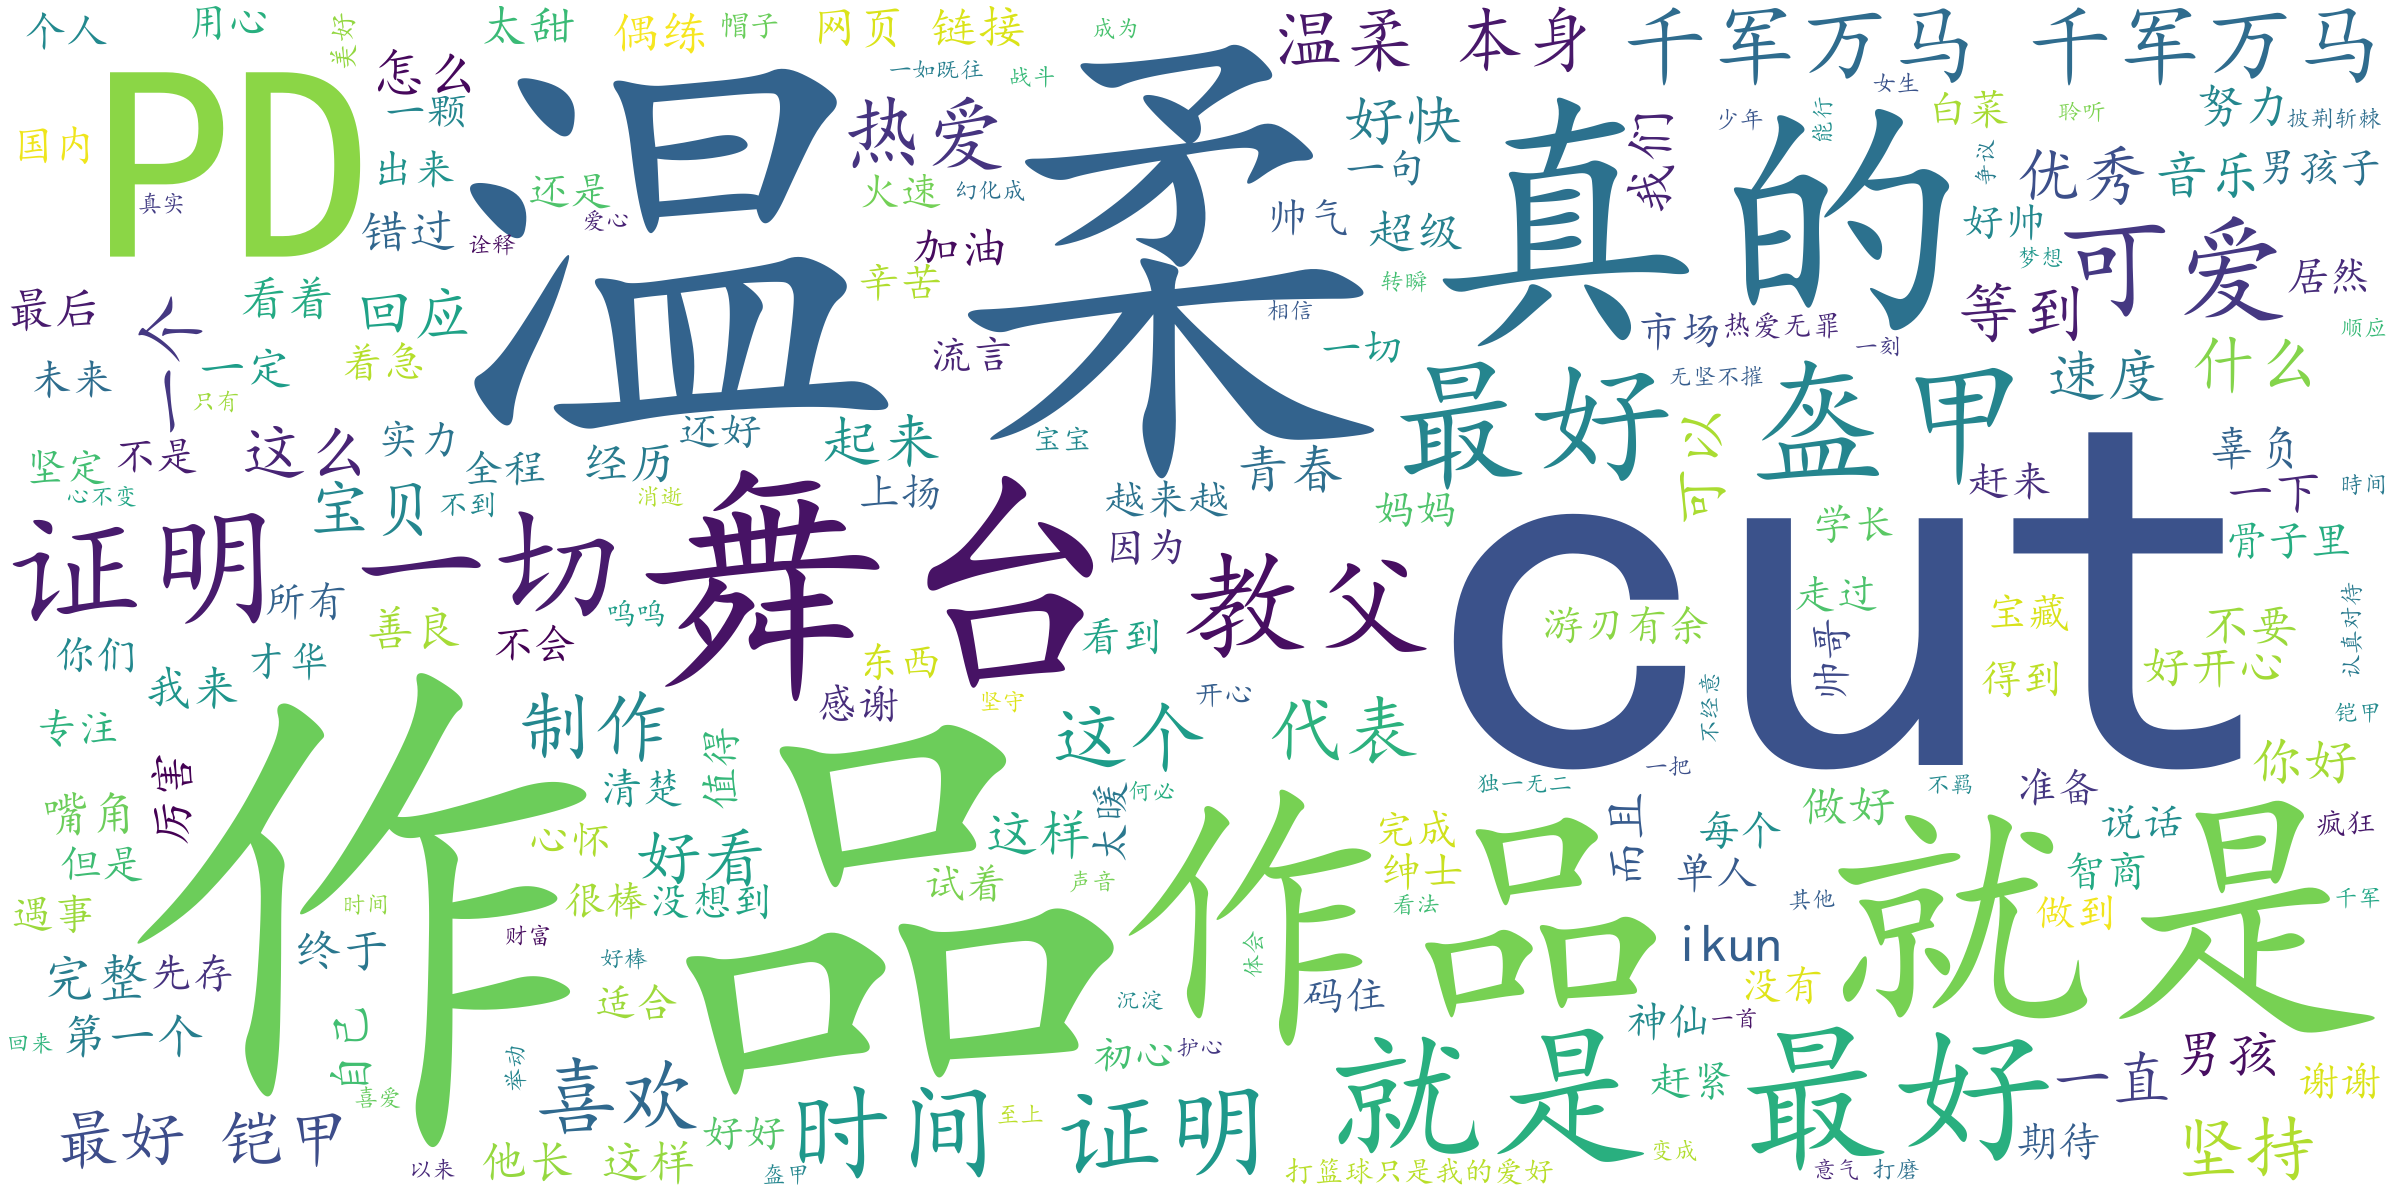 个人
用心
美好
太甜
偶练
帽子
网页 链接
成为
温柔 本身
千军万马 千军万马
怎么
一如既往
战斗
女生
PD
温柔
一颗
热爱
好快
真的
我们
少年
能行
白菜
聆听
努力
披荆斩棘
国内
出来
还是
火速
幻化成
一句
争议
优秀
音乐
男孩子
真实
错过
诠释
爱心
加油
帅气
超级
好帅
可爱
梦想
最后
一个
看着
回应
辛苦
相信
转瞬
等到
居然
未来
一定
着急
流言
一切
市场
热爱无罪
一刻
顺应
只有
最好 盔甲
无坚不摧
速度
什么
坚定
不是
这么
实力
全程
经历
还好
起来
宝宝
青春
可以
cut
赶来
辜负
心不变
宝贝
不到
消逝
上扬
越来越
妈妈
一下
時间
证明 一切
舞台
因为
教父
学长
骨子里
所有
善良
不会
呜呜
看到
游刃有余
走过
宝藏
不要
认真对待
你们
我来
才华
东西
感谢
坚守
开心
帅哥
得到
好开心
专注
作品
制作
值得
这个
代表
不经意
铠甲
厉害
清楚
太暖
何必
独一无二
一把
不羁
准备
你好
嘴角
心怀
好看
这样
作品
完成
而且
每个
做好
就是
说话
疯狂
但是
很棒
没想到
试着
声音
绅士
看法
单人
其他
智商
千军
遇事
时间
终于
财富
好棒
体会
ikun
做到
完整
先存
适合
沉淀
码住
没有
回来
第一个
自己
举动
初心
护心
神仙
一首
男孩
喜爱
喜欢
时间 证明
就是
赶紧
最好
一直
谢谢
最好 铠甲
以来
他长 这样
好好
盔甲
至上
打篮球只是我的爱好
变成
意气
打磨
期待
坚持